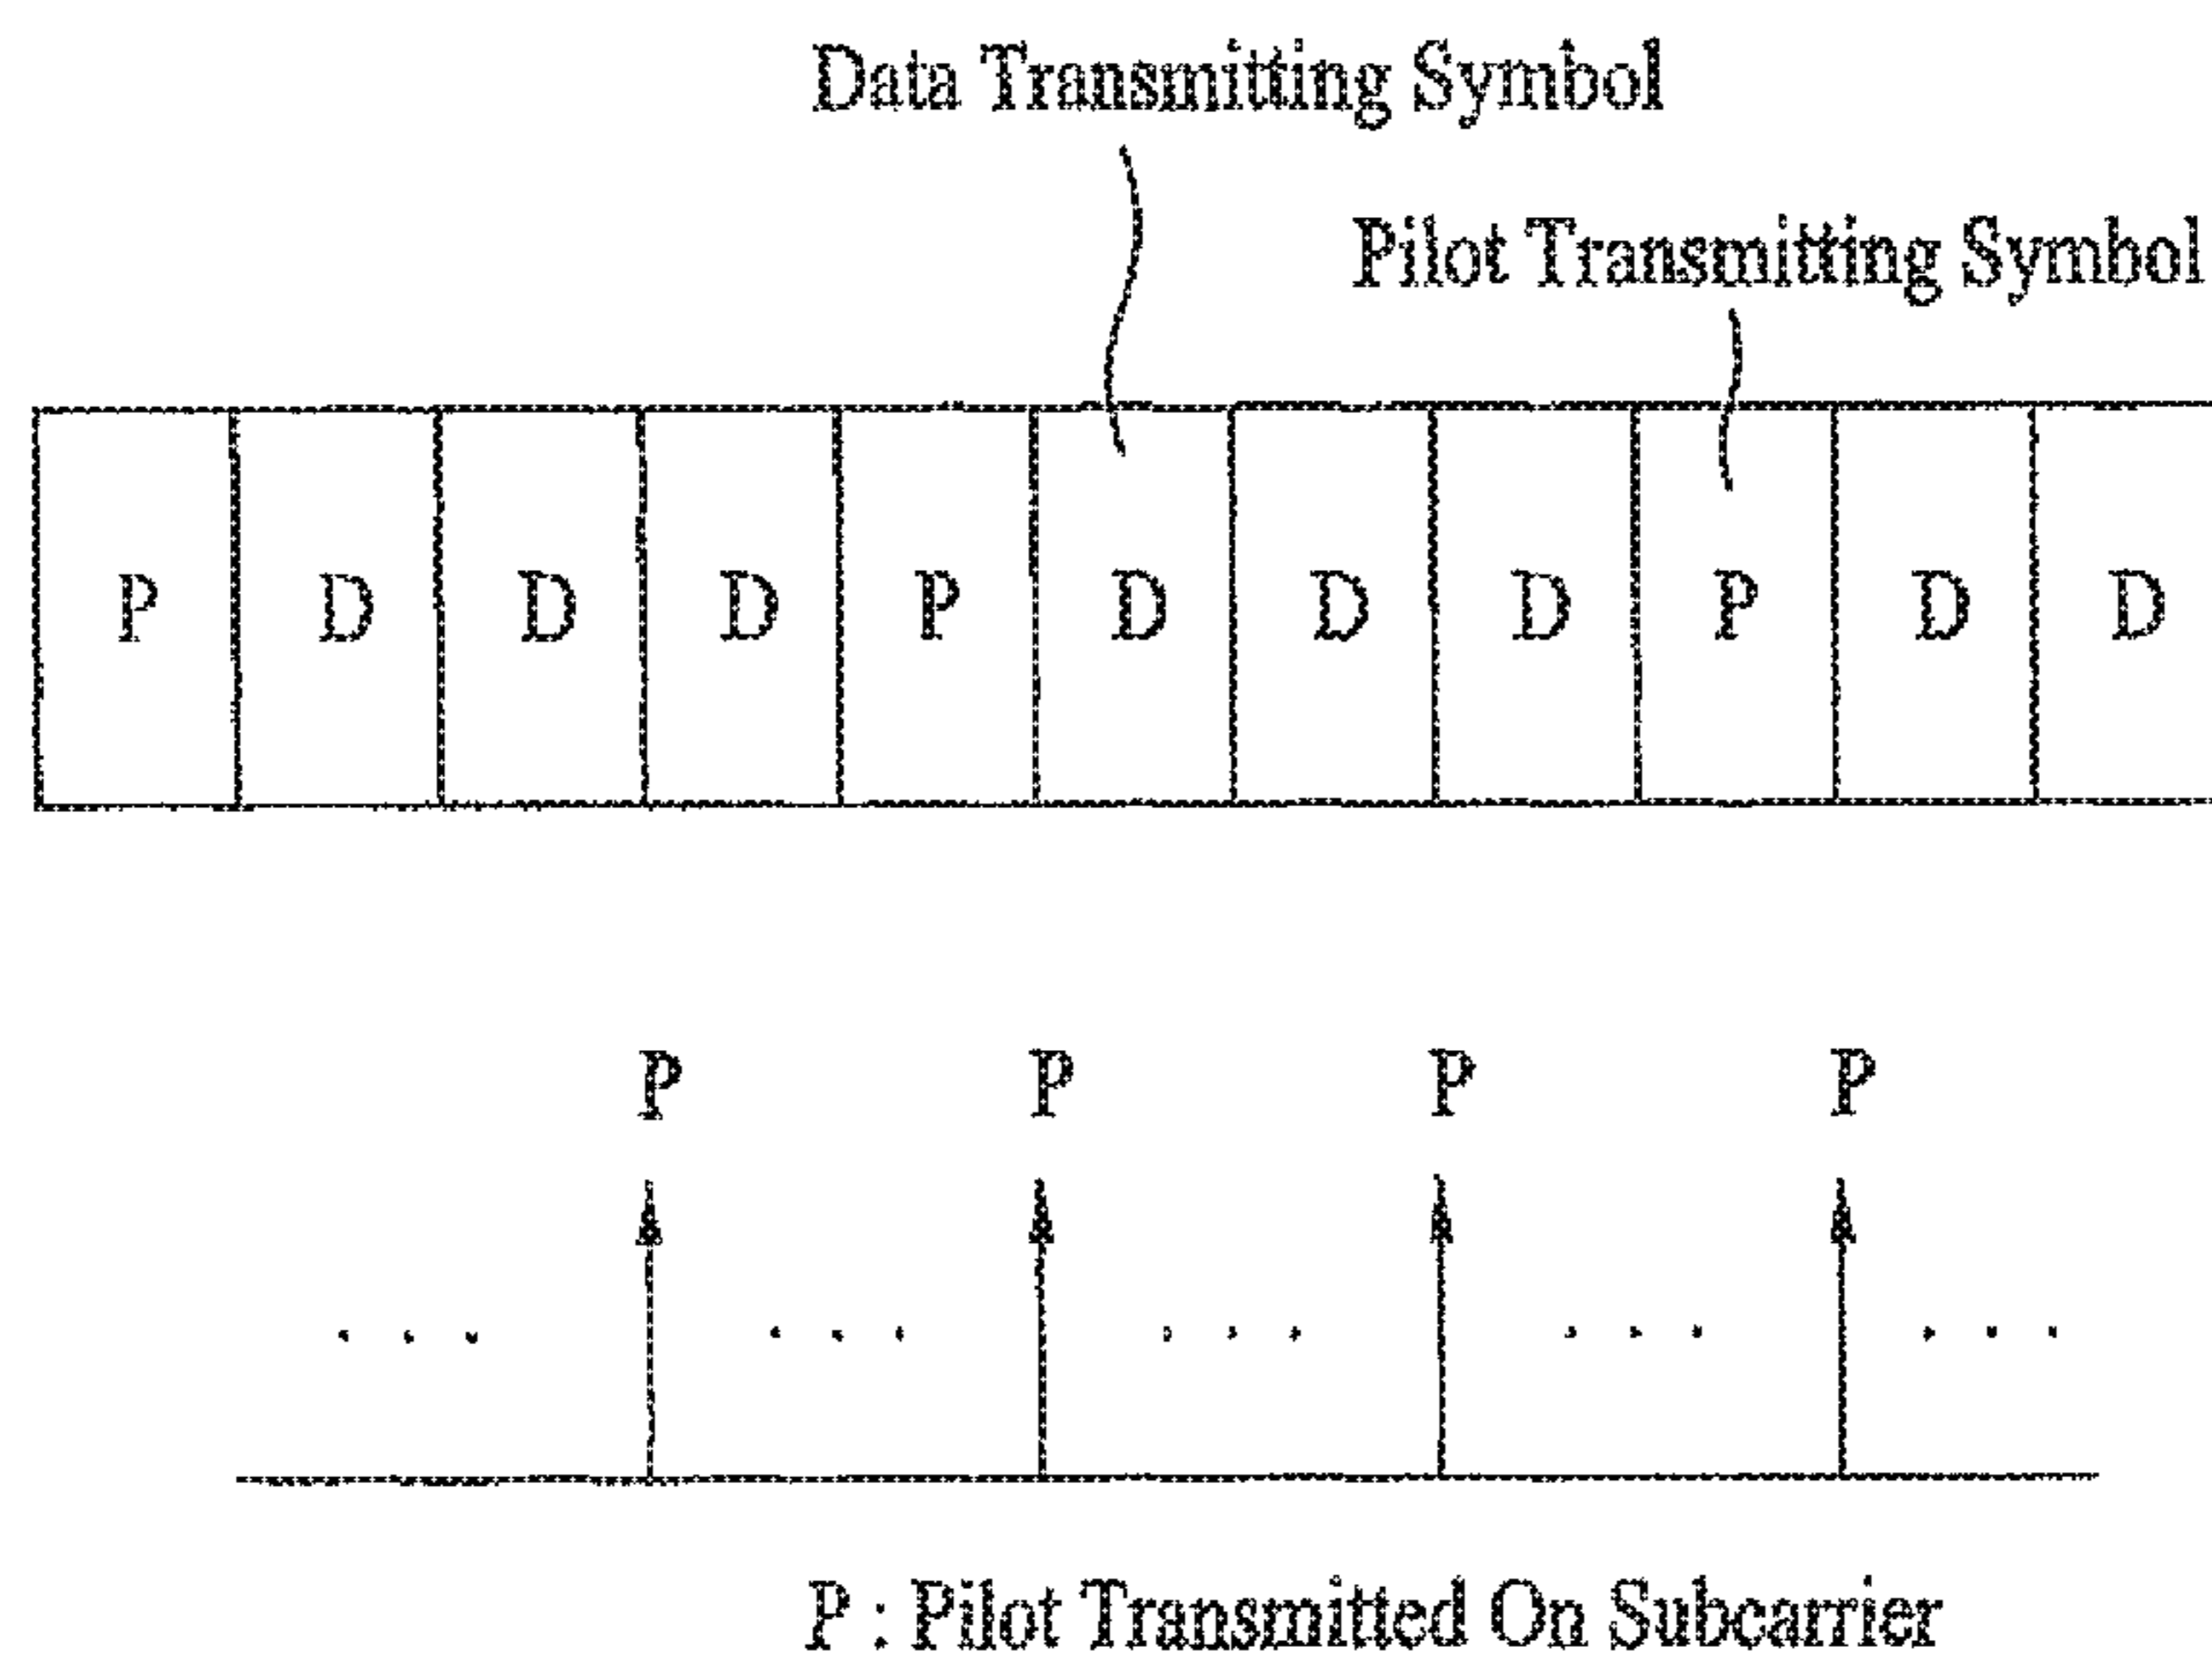 Data Transmitting Symbol
Pilot Transmitting Symbol
P D D D P D D D P D D
P P P P
P : Pilot Transmitted On Subcarrier